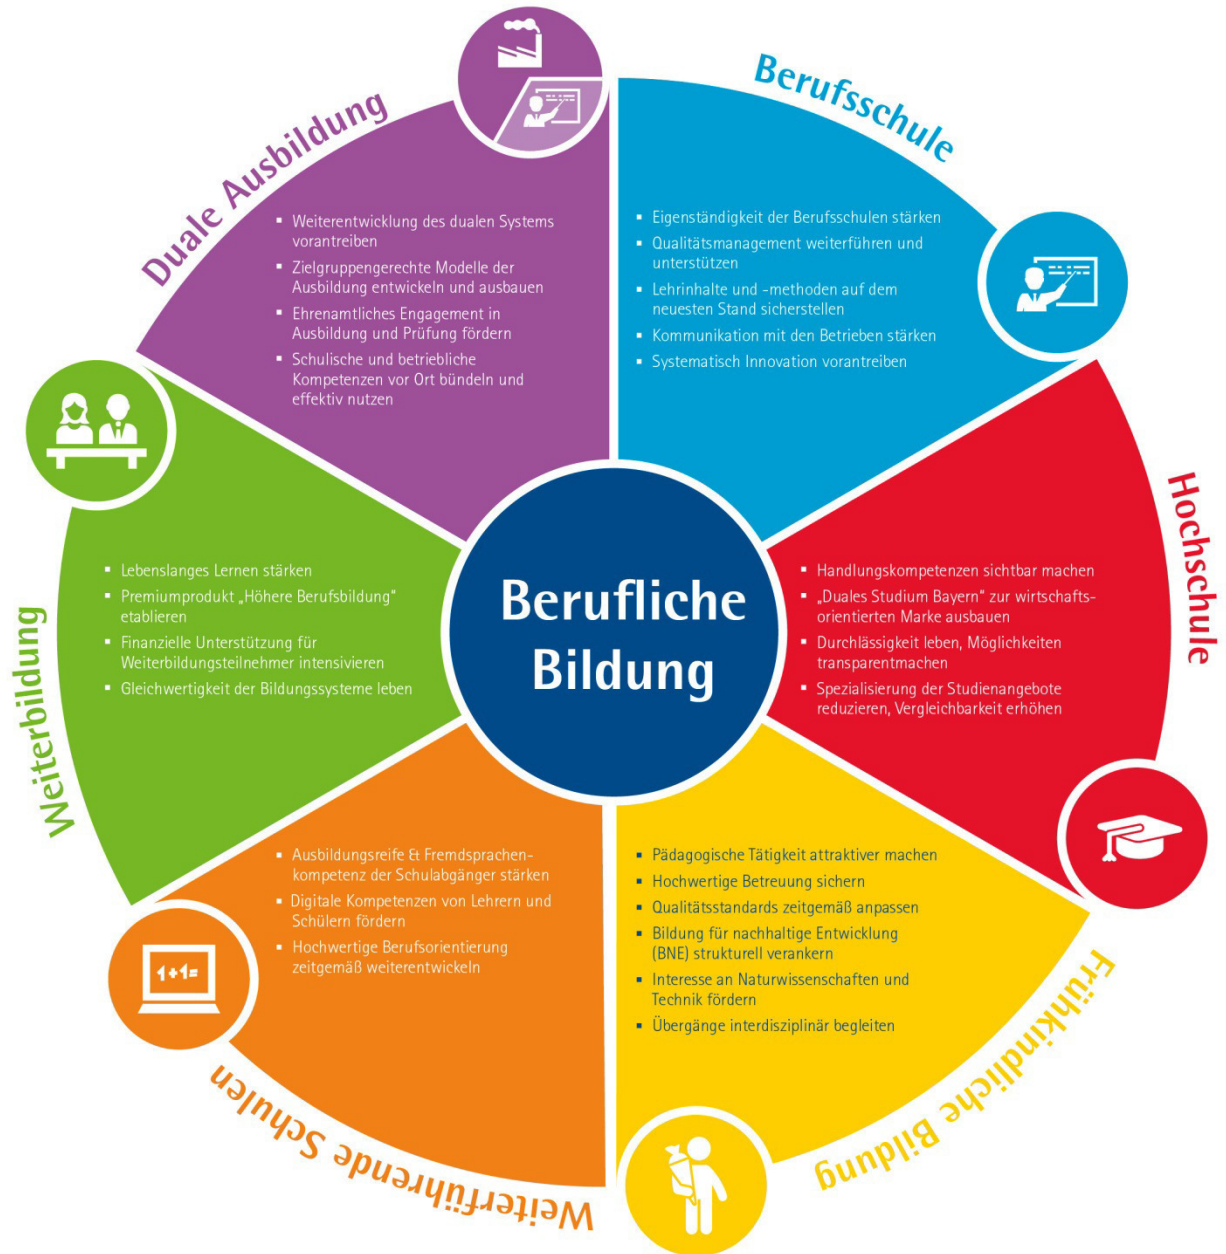 Duale Ausbildung
▪ Weiterentwicklung des dualen Systems
vorantreiben
▪ Zielgruppengerechte Modelle der
Ausbildung entwickeln und ausbauen
▪ Ehrenamtliches Engagement in
Ausbildung und Prüfung fördern
▪ Schulische und betriebliche
Kompetenzen vor Ort bündeln und
effektiv nutzen
Berufsschule
▪ Eigenständigkeit der Berufsschulen stärken
▪ Qualitätsmanagement weiterführen und
unterstützen
▪ Lehrinhalte und -methoden auf dem
neuesten Stand sicherstellen
▪ Kommunikation mit den Betrieben stärken
▪ Systematisch Innovation vorantreiben
Hochschule
▪ Handlungskompetenzen sichtbar machen
▪ „Duales Studium Bayern“ zur wirtschafts-
orientierten Marke ausbauen
▪ Durchlässigkeit leben, Möglichkeiten
transparentmachen
▪ Spezialisierung der Studienangebote
reduzieren, Vergleichbarkeit erhöhen
Frühkindliche Bildung
▪ Pädagogische Tätigkeit attraktiver machen
▪ Hochwertige Betreuung sichern
▪ Qualitätsstandards zeitgemäß anpassen
▪ Bildung für nachhaltige Entwicklung
(BNE) strukturell verankern
▪ Interesse an Naturwissenschaften und
Technik fördern
▪ Übergänge interdisziplinär begleiten
Weiterführende Schulen
▪ Ausbildungsreife & Fremdsprachen-
kompetenz der Schulabgänger stärken
▪ Digitale Kompetenzen von Lehrern und
Schülern fördern
▪ Hochwertige Berufsorientierung
zeitgemäß weiterentwickeln
1+1=
Weiterbildung
▪ Lebenslanges Lernen stärken
▪ Premiumprodukt „Höhere Berufsbildung“
etablieren
▪ Finanzielle Unterstützung für
Weiterbildungsteilnehmer intensivieren
▪ Gleichwertigkeit der Bildungssysteme leben
Berufliche
Bildung